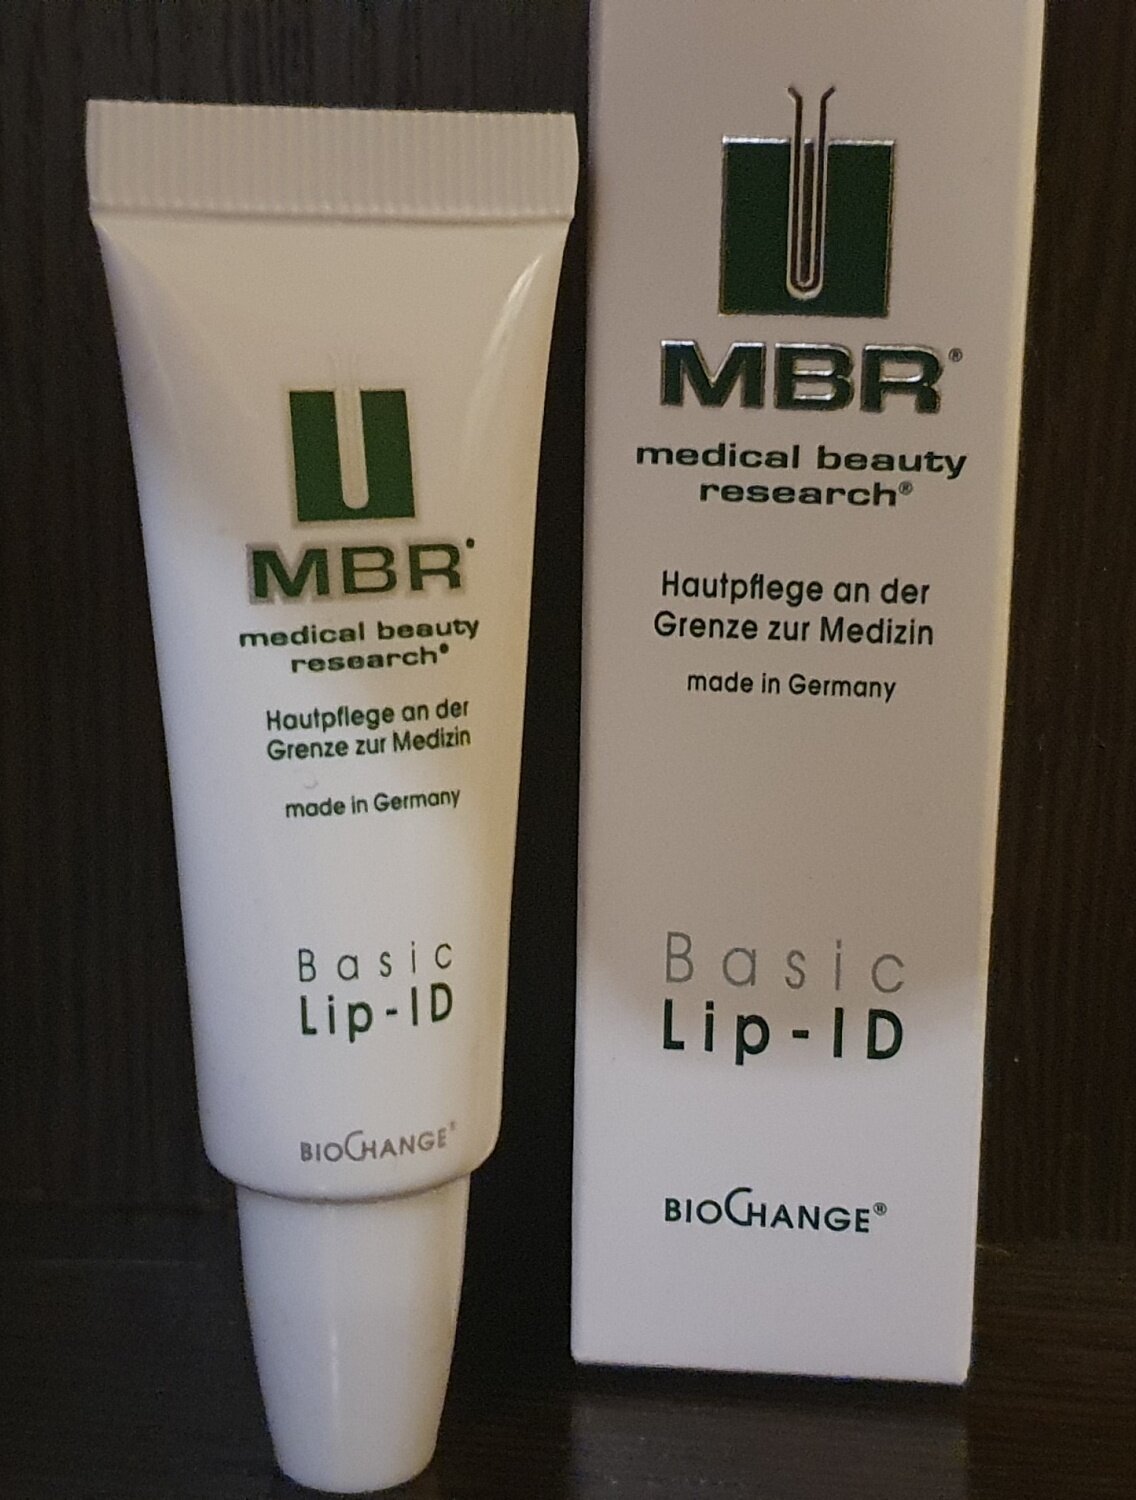 MBR®
medical beauty
research®
Hautpflege an der
Grenze zur Medizin
made in Germany
Basic
Lip-ID
BIOCHANGE®
MBR®
medical beauty
research®
Hautpflege an der
Grenze zur Medizin
made in Germany
Basic
Lip-ID
BIOCHANGE®